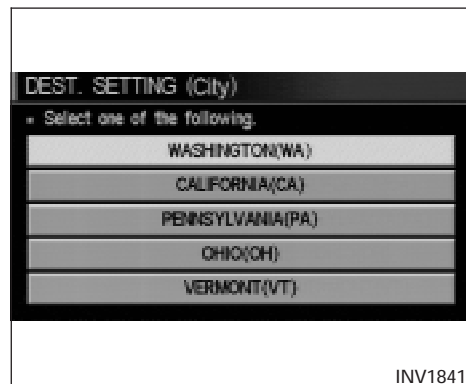 DEST. SETTING (City)
Select one of the following.
WASHINGTON(WA)
CALIFORNIA(CA)
PENNSYLVANIA(PA)
OHIO(OH)
VERMONT(VT)
INV1841